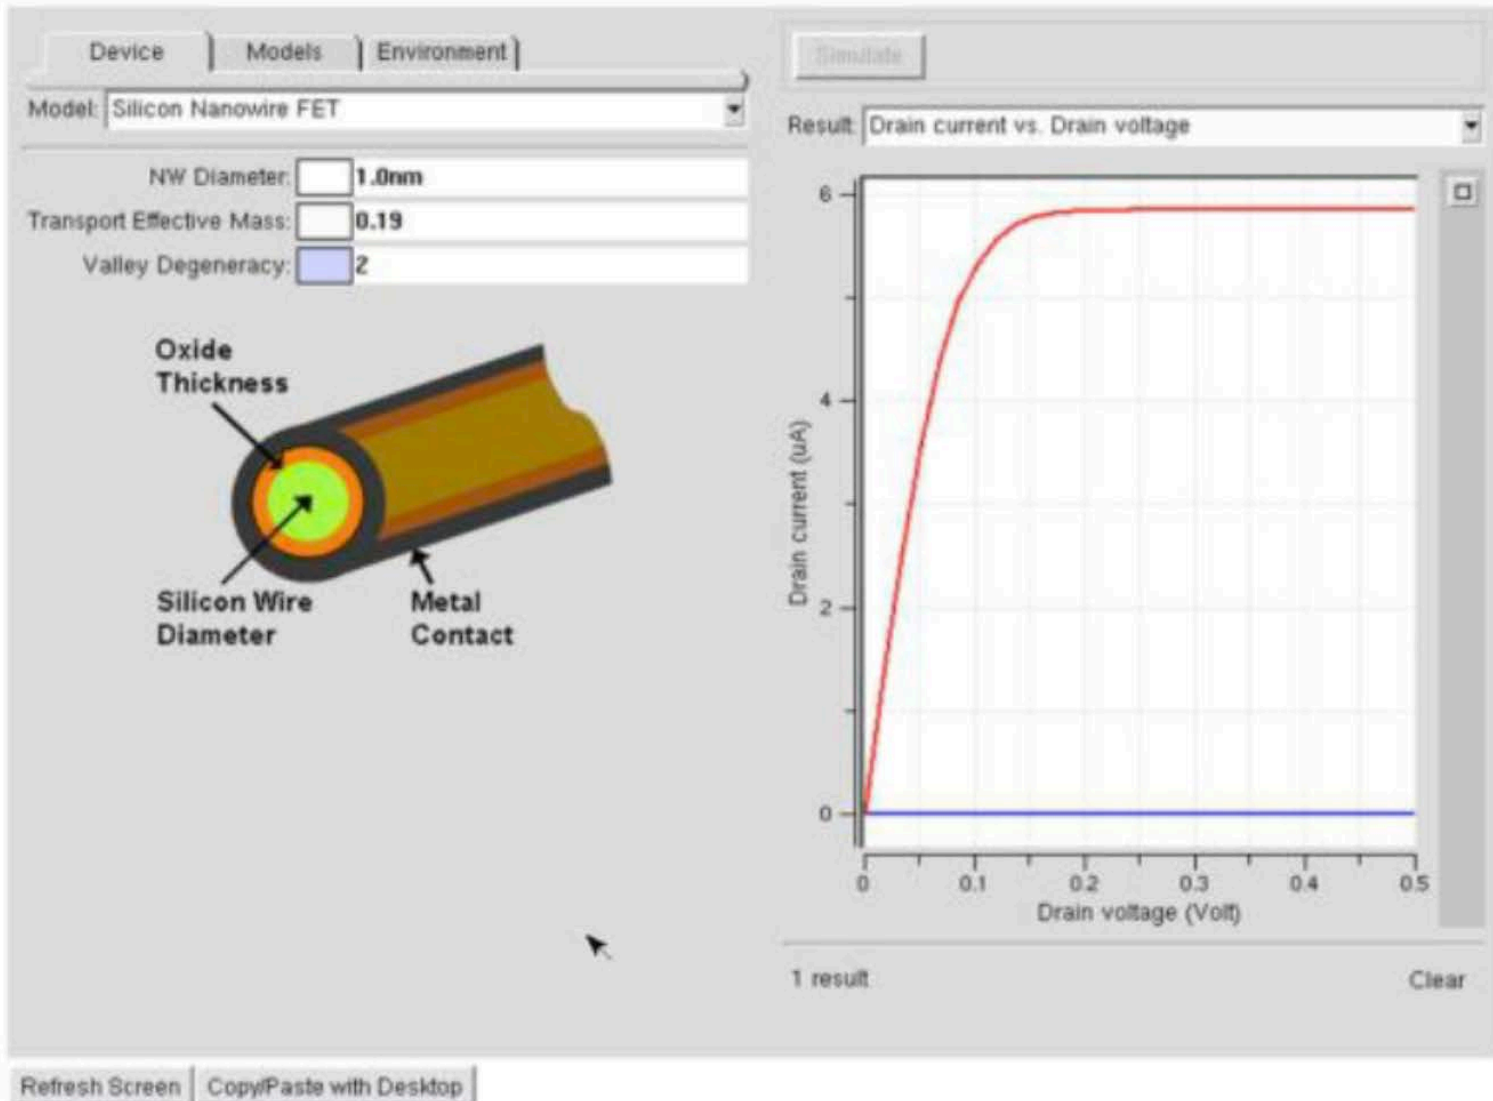 Device
Models
Environment
Model: Silicon Nanowire FET
NW Diameter: 1.0nm
Transport Effective Mass: 0.19
Valley Degeneracy: 2
Oxide
Thickness
Silicon Wire
Diameter
Metal
Contact
Simulate
Result: Drain current vs. Drain voltage
6
4
2
0
Drain current (uA)
0 0.1 0.2 0.3 0.4 0.5
Drain voltage (Volt)
1 result
Clear
Refresh Screen
Copy/Paste with Desktop